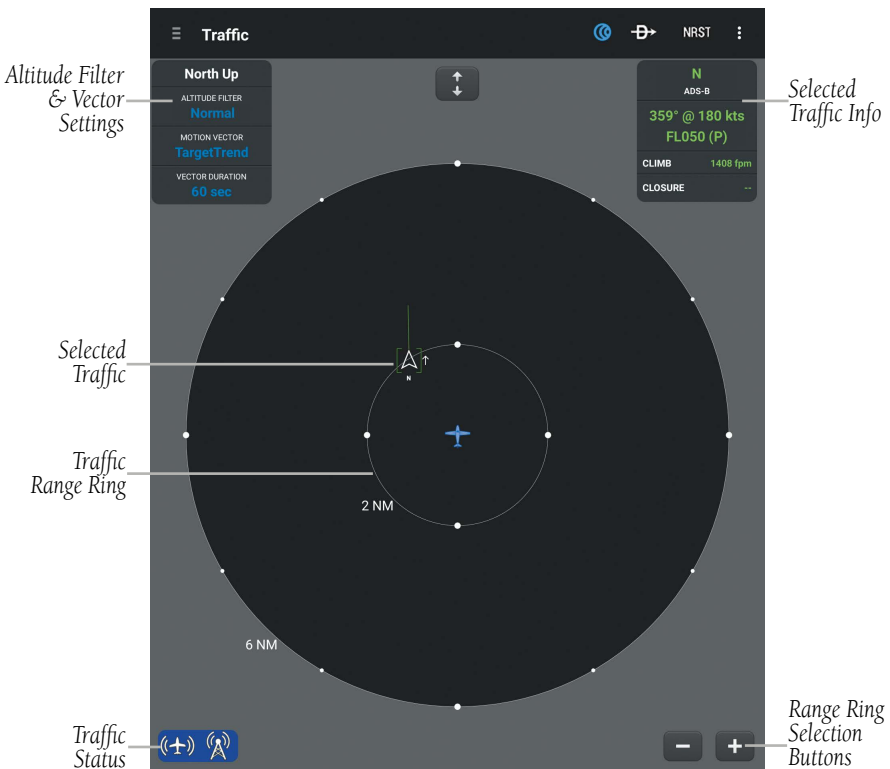 Traffic
NRST
Altitude Filter
& Vector
Settings
North Up
ALTITUDE FILTER
Normal
MOTION VECTOR
TargetTrend
VECTOR DURATION
60 sec
N
ADS-B
359° @ 180 kts
FL050 (P)
CLIMB 1408 fpm
CLOSURE --
Selected
Traffic Info
Selected
Traffic
N
Traffic
Range Ring
2 NM
6 NM
Traffic
Status
Range Ring
Selection
Buttons